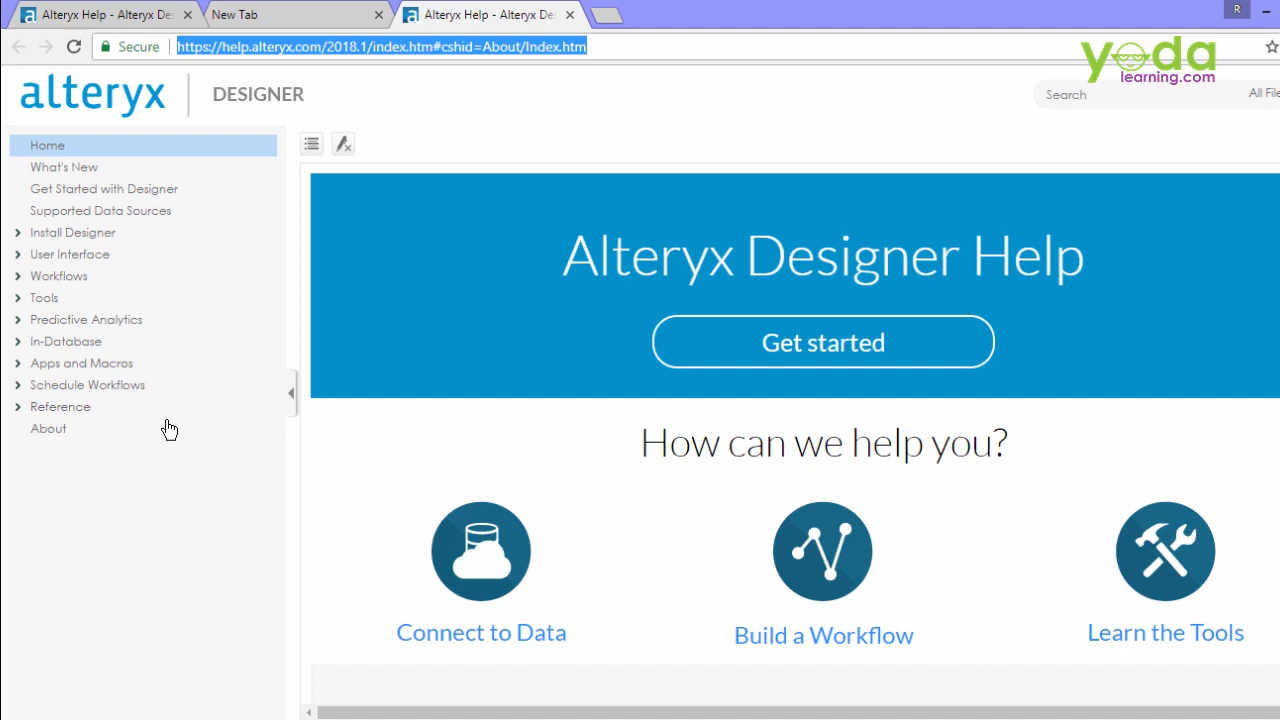 Alteryx Help - Alteryx De
New Tab
Alteryx Help - Alteryx De
R
Secure
https://help.alteryx.com/2018.1/index.htm#cshid=About/Index.htm
yoda
learning.com
alteryx
DESIGNER
Search
All File
Home
What's New
Get Started with Designer
Supported Data Sources
Install Designer
User Interface
Workflows
Tools
Predictive Analytics
In-Database
Apps and Macros
Schedule Workflows
Reference
About
Alteryx Designer Help
Get started
How can we help you?
Connect to Data
Build a Workflow
Learn the Tools